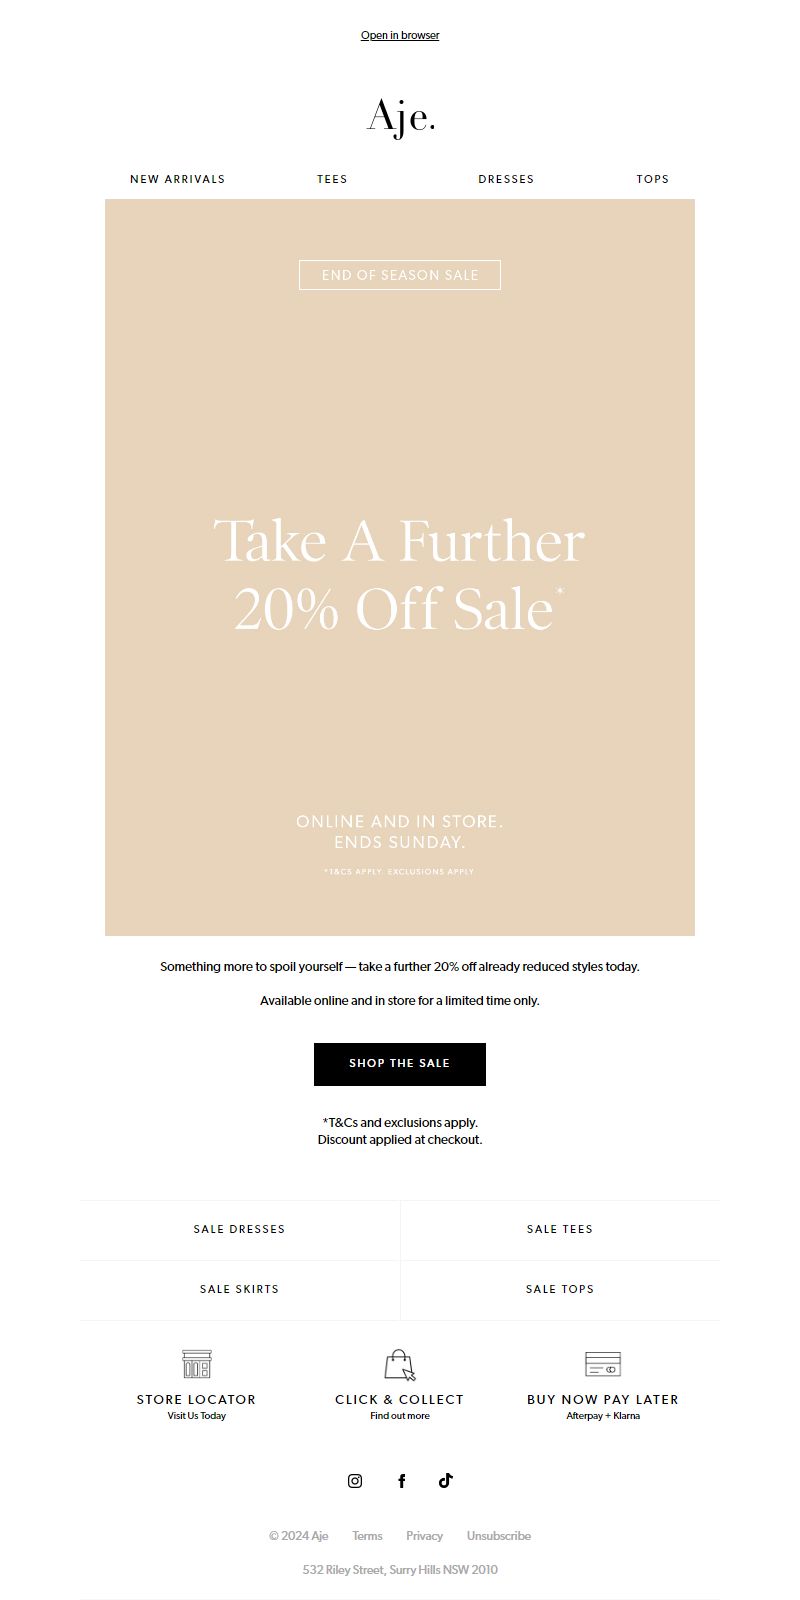 Open in browser
Aje.
NEW ARRIVALS TEES DRESSES TOPS
END OF SEASON SALE
Take A Further
20% Off Sale*
ONLINE AND IN STORE.
ENDS SUNDAY.
*T&CS APPLY. EXCLUSIONS APPLY
Something more to spoil yourself — take a further 20% off already reduced styles today.
Available online and in store for a limited time only.
SHOP THE SALE
*T&Cs and exclusions apply.
Discount applied at checkout.
SALE DRESSES SALE TEES
SALE SKIRTS SALE TOPS
STORE LOCATOR CLICK & COLLECT BUY NOW PAY LATER
Visit Us Today Find out more Afterpay + Klarna
© 2024 Aje Terms Privacy Unsubscribe
532 Riley Street, Surry Hills NSW 2010